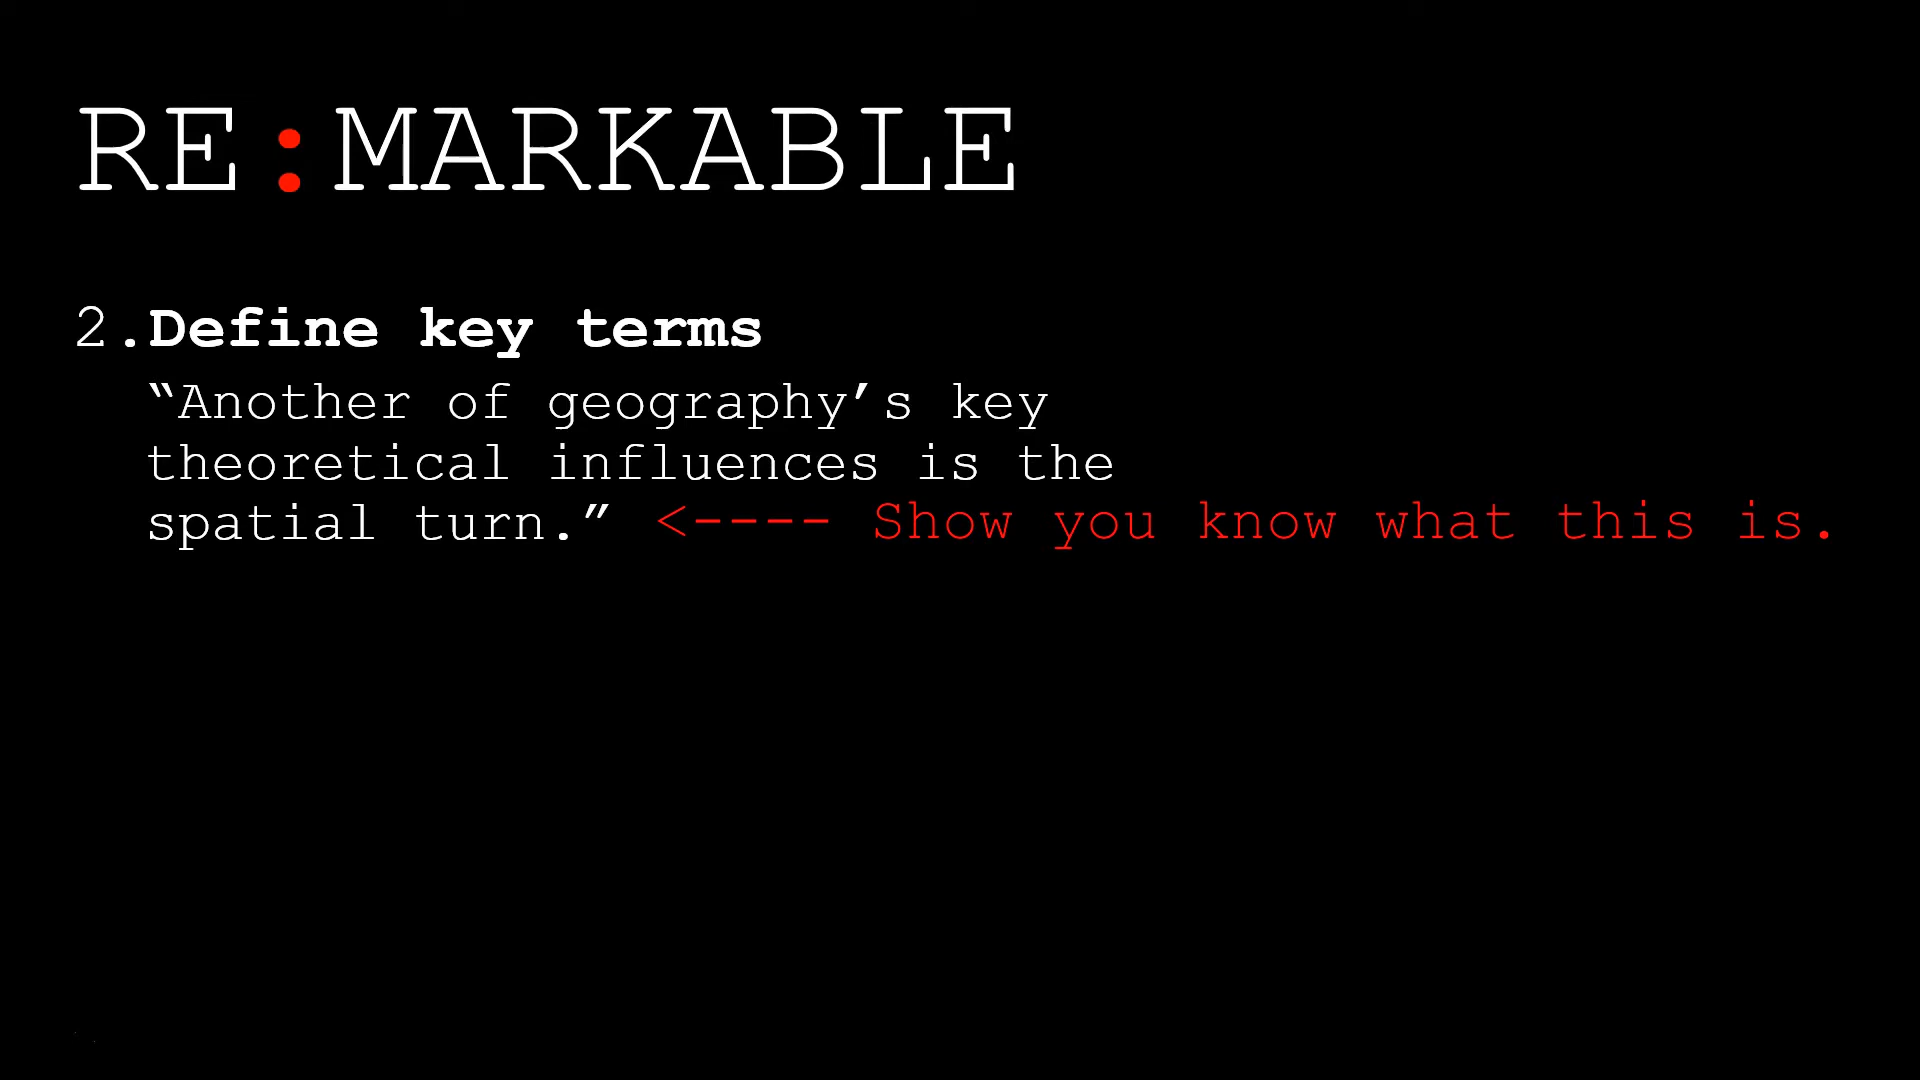 RE:MARKABLE
2.Define key terms
“Another of geography’s key
theoretical influences is the
spatial turn.” <---- Show you know what this is.